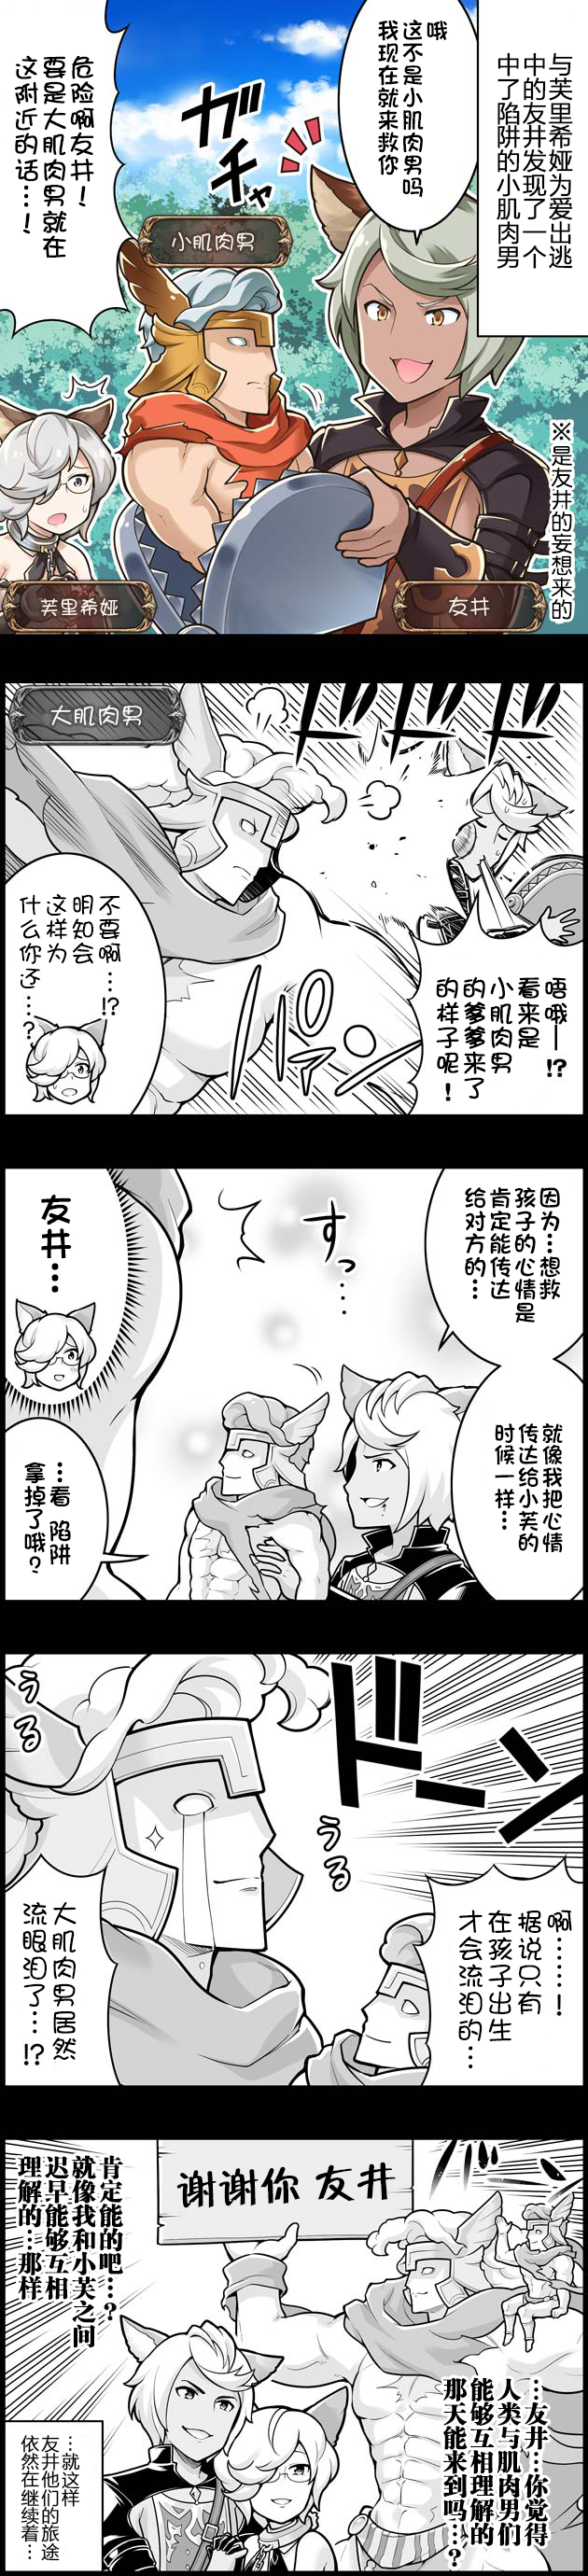 与芙里希娅为爱出逃
中的友井发现了一个
中了陷阱的小肌肉男
哦
这不是小肌肉男吗
我现在就来救你
ガチャ
危险啊友井！
要是大肌肉男就在
这附近的话…！
小肌肉男
※是友井的妄想来的
芙里希娅
友井
大肌肉男
ドドド
唔哦—!?
看来是
小肌肉男
的爹爹来了
的样子呢！
パアン
不要啊…!?
明知会
这样为
什么你还…?
因为…想救
孩子的心情是
肯定能传达
给对方的…
就像我把心情
传达给小芙的
时候一样…
すっ…
友井…
…看 陷阱
拿掉了哦？
ドーン
うる
うる
啊……！
据说只有
在孩子出生
才会流泪的…
大肌肉男居然
流眼泪了…!?
谢谢你 友井
…友井…你觉得
人类与肌肉男们
能够互相理解的
那天能来到吗…?
肯定能的吧…?
就像我和小芙之间
迟早能够互相
理解的…那样
…就这样
友井他们的旅途
依然在继续着…